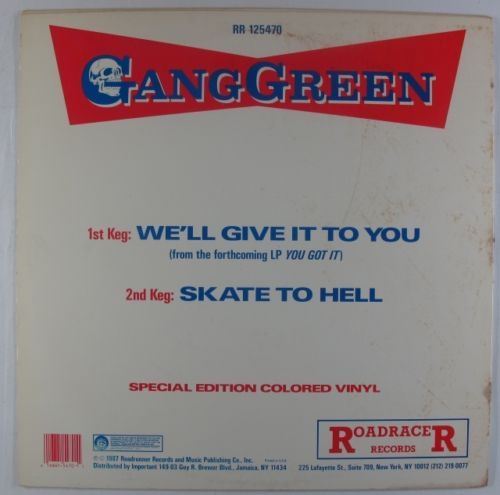 RR 125470
GANGGREEN
1st Keg: WE'LL GIVE IT TO YOU
(from the forthcoming LP YOU GOT IT)
2nd Keg: SKATE TO HELL
SPECIAL EDITION COLORED VINYL
ROADRACER
RECORDS
℗ © 1987 Roadrunner Records and Music Publishing Co., Inc.
Distributed by Important 149-03 Guy R. Brewer Blvd., Jamaica, NY 11434
225 Lafayette St., Suite 709, New York, NY 10012 (212) 219-0077